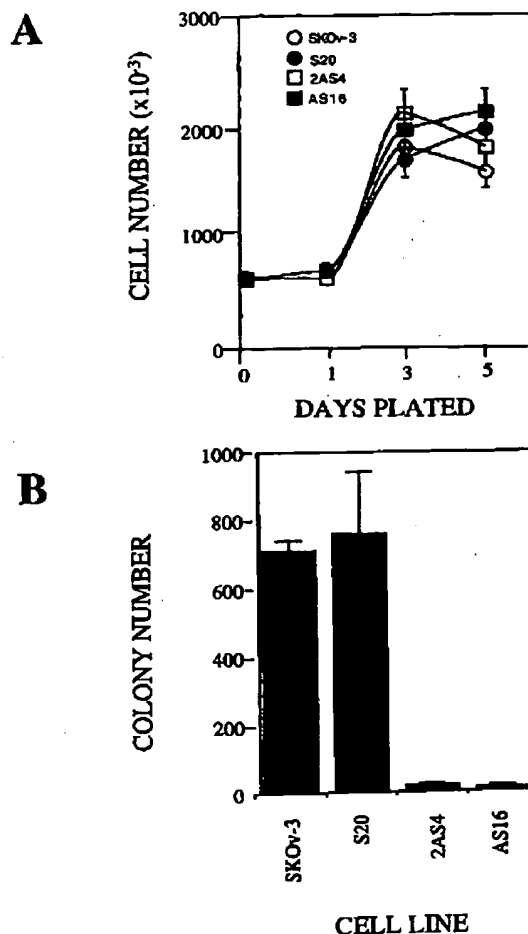 A
CELL NUMBER (x10-3)
3000
2000
1000
0
SKOv-3
S20
2AS4
AS16
0 1 3 5
DAYS PLATED
B
COLONY NUMBER
1000
800
600
400
200
0
SKOv-3 S20 2AS4 AS16
CELL LINE